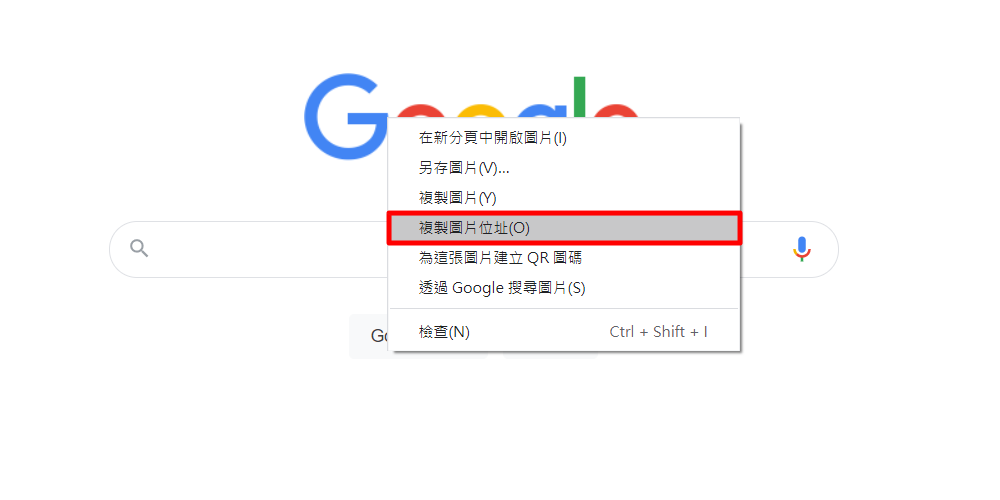 Google
在新分頁中開啟圖片(I)
另存圖片(V)...
複製圖片(Y)
複製圖片位址(O)
為這張圖片建立 QR 圖碼
透過 Google 搜尋圖片(S)
檢查(N) Ctrl + Shift + I